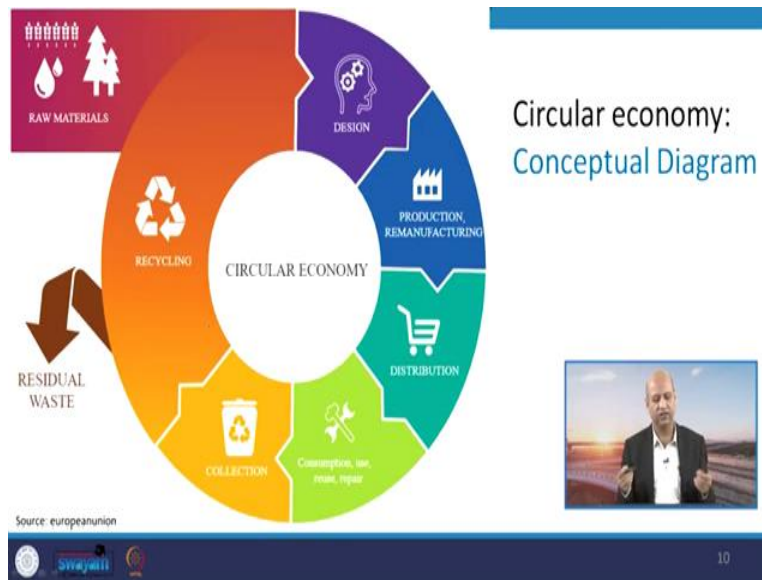 RAW MATERIALS
DESIGN
PRODUCTION,
REMANUFACTURING
DISTRIBUTION
Consumption, use,
reuse, repair
COLLECTION
RECYCLING
CIRCULAR ECONOMY
RESIDUAL
WASTE
Circular economy:
Conceptual Diagram
Source: europeanunion
swayam
10